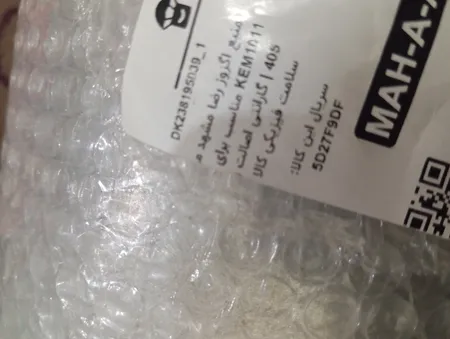 DK238195039_1
منبع اگزوز رضا مشهد م
مناسب برای KEM1011
405 | گارانتی اصالت
سلامت فیزیکی کالا
سریال این کالا:
5D27F9DF
MAH-A-A